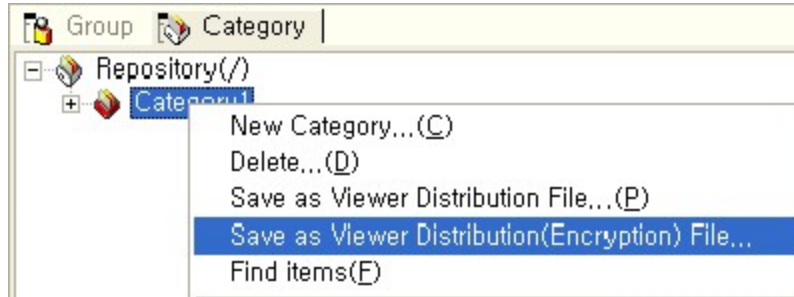 Group Category
Repository(/)
Category1
New Category...(C)
Delete...(D)
Save as Viewer Distribution File...(P)
Save as Viewer Distribution(Encryption) File...
Find items(F)